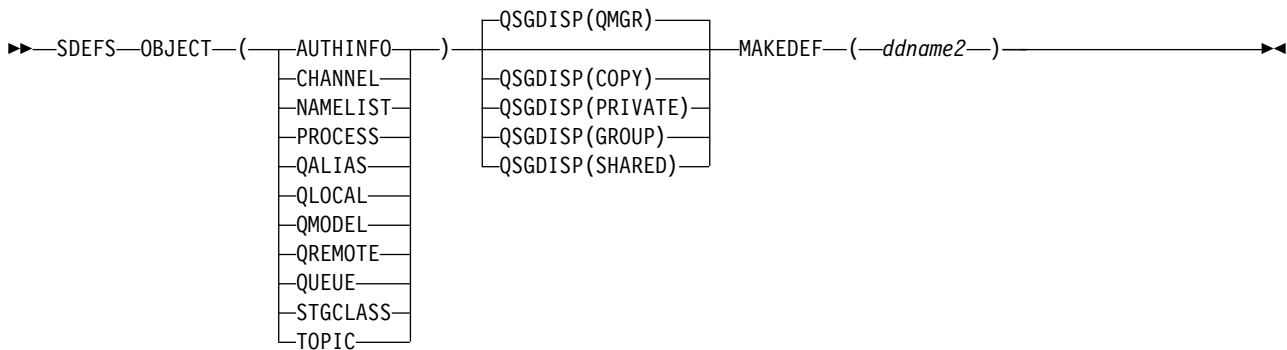 QSGDISP(QMGR)
SDEFS OBJECT ( AUTHINFO ) MAKEDEF ( ddname2 )
CHANNEL QSGDISP(COPY)
NAMELIST QSGDISP(PRIVATE)
PROCESS QSGDISP(GROUP)
QALIAS QSGDISP(SHARED)
QLOCAL
QMODEL
QREMOTE
QUEUE
STGCLASS
TOPIC